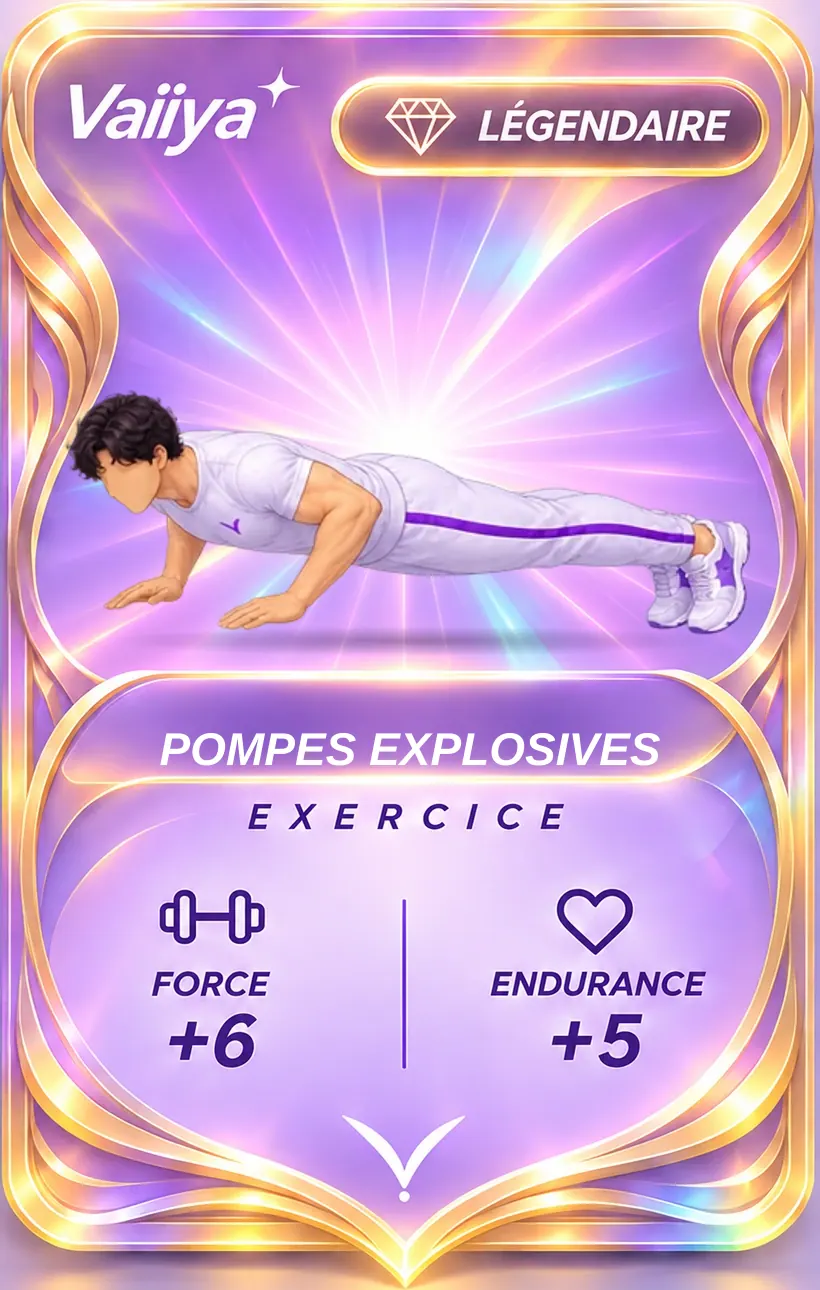 Vaiiya
LÉGENDAIRE
POMPES EXPLOSIVES
EXERCICE
FORCE
ENDURANCE
+6
+5